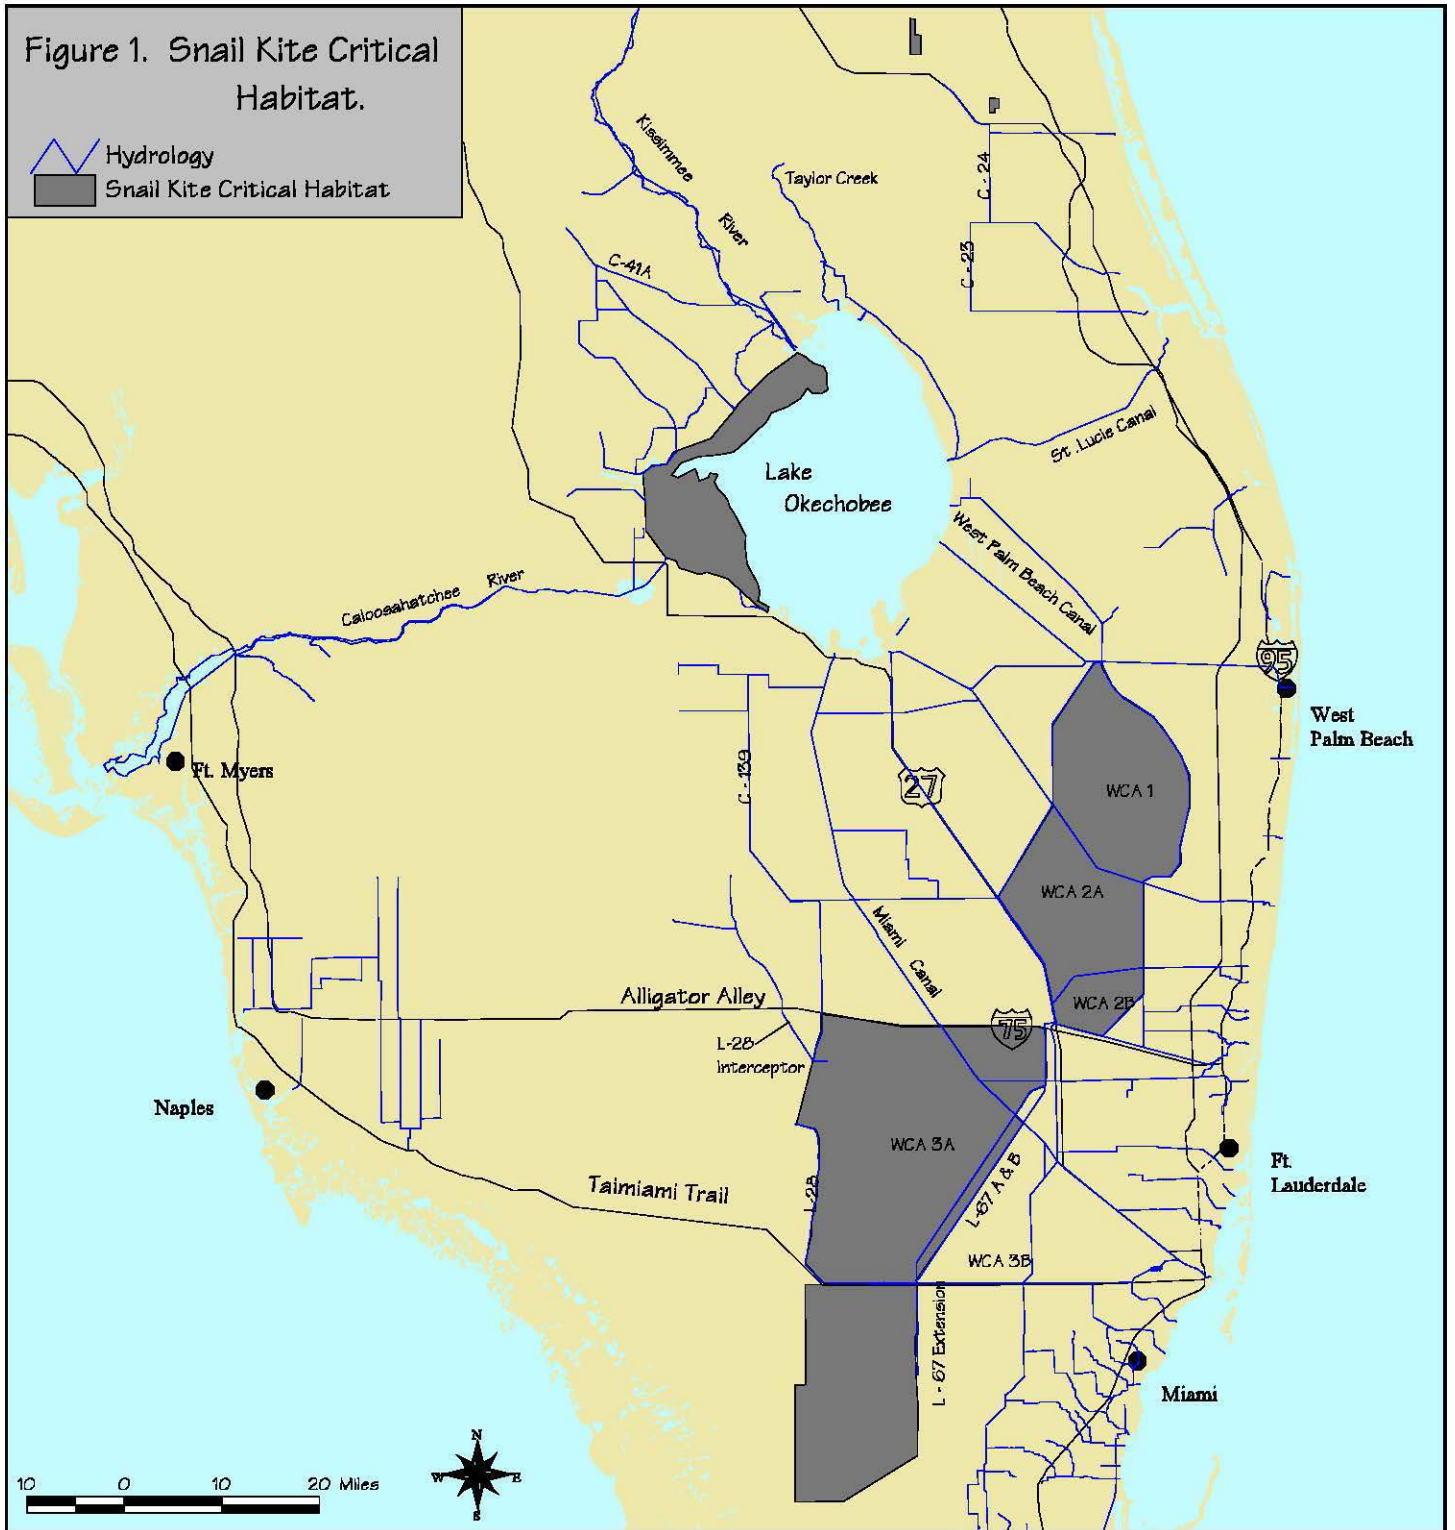 Figure 1. Snail Kite Critical
Habitat.
Hydrology
Snail Kite Critical Habitat
Kissimmee
River
Taylor Creek
C - 24
C - 23
C-41A
St. Lucie Canal
Lake
Okechobee
West Palm Beach Canal
Caloosahatchee River
95
West
Palm Beach
Ft. Myers
C - 139
27
WCA 1
WCA 2A
Miami
Canal
Alligator Alley
WCA 2B
75
L-28
Interceptor
Naples
WCA 3A
Ft.
Lauderdale
Taimiami Trail
L-28
L-67 A & B
WCA 3B
L - 67 Extension
Miami
N
W E
S
10 0 10 20 Miles